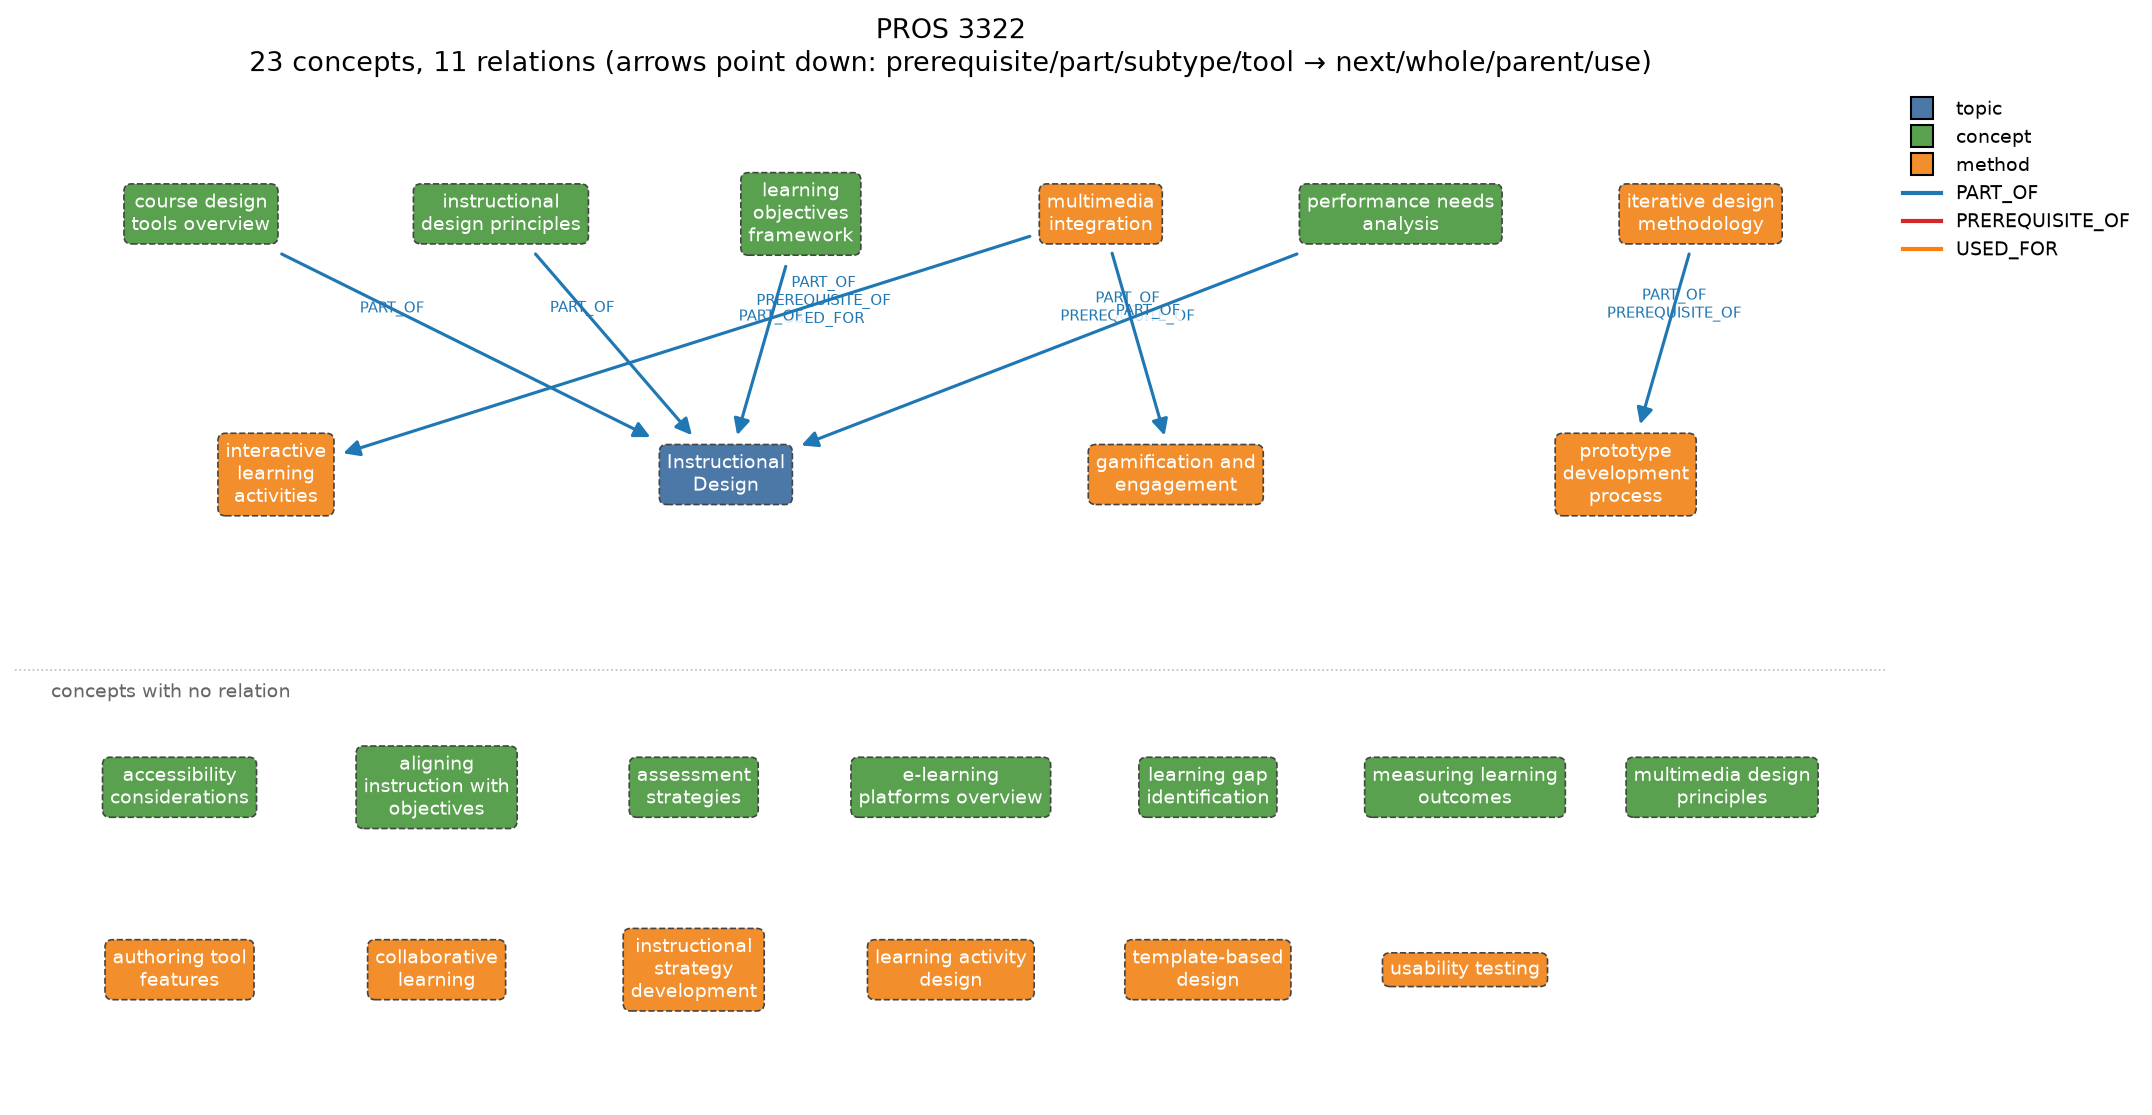 PROS 3322
23 concepts, 11 relations (arrows point down: prerequisite/part/subtype/tool → next/whole/parent/use)
topic
concept
method
PART_OF
PREREQUISITE_OF
USED_FOR
course design
tools overview
instructional
design principles
learning
objectives
framework
multimedia
integration
performance needs
analysis
iterative design
methodology
PART_OF
PART_OF
PART_OF
PREREQUISITE_OF
PART_OF
PART_OF
PART_OF
PART_OF
PREREQUISITE_OF
interactive
learning
activities
Instructional
Design
gamification and
engagement
prototype
development
process
concepts with no relation
accessibility
considerations
aligning
instruction with
objectives
assessment
strategies
e-learning
platforms overview
learning gap
identification
measuring learning
outcomes
multimedia design
principles
authoring tool
features
collaborative
learning
instructional
strategy
development
learning activity
design
template-based
design
usability testing